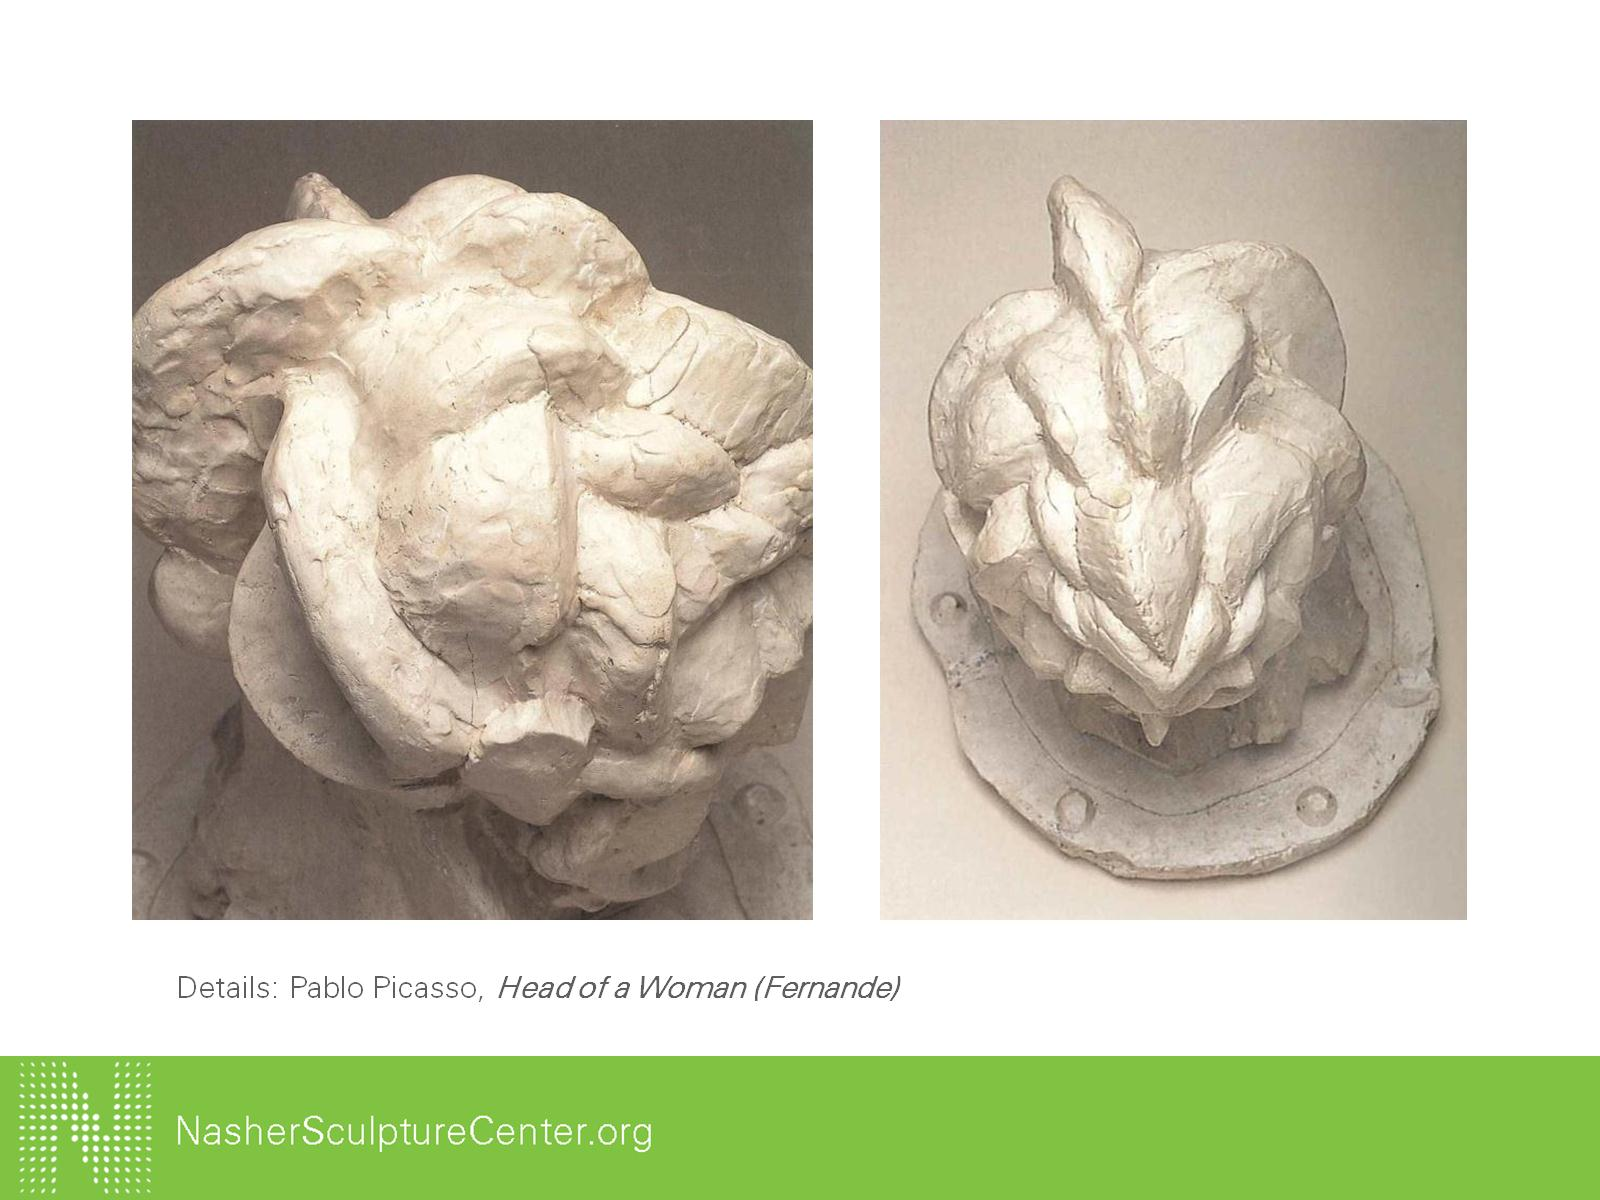 Details: Pablo Picasso, Head of a Woman (Fernande)
NasherSculptureCenter.org